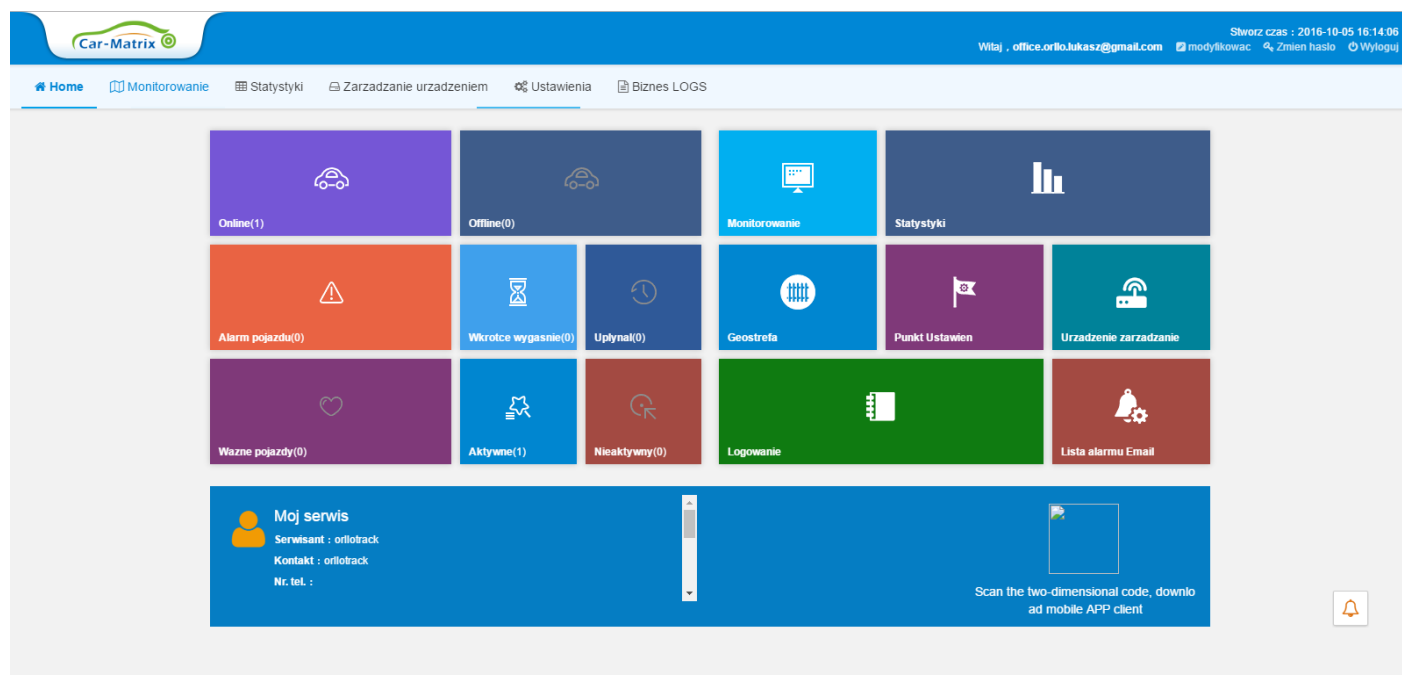 Car-Matrix
Stworz czas : 2016-10-05 16:14:06
Witaj , office.orllo.lukasz@gmail.com modyfikowac Zmien haslo Wyloguj
Home Monitorowanie Statystyki Zarzadzanie urzadzeniem Ustawienia Biznes LOGS
Online(1) Offline(0) Monitorowanie Statystyki
Alarm pojazdu(0) Wkrotce wygasnie(0) Uplynal(0) Geostrefa Punkt Ustawien Urzadzenie zarzadzanie
Wazne pojazdy(0) Aktywne(1) Nieaktywny(0) Logowanie Lista alarmu Email
Moj serwis
Serwisant : orllotrack
Kontakt : orllotrack
Nr. tel. :
Scan the two-dimensional code, downlo
ad mobile APP client